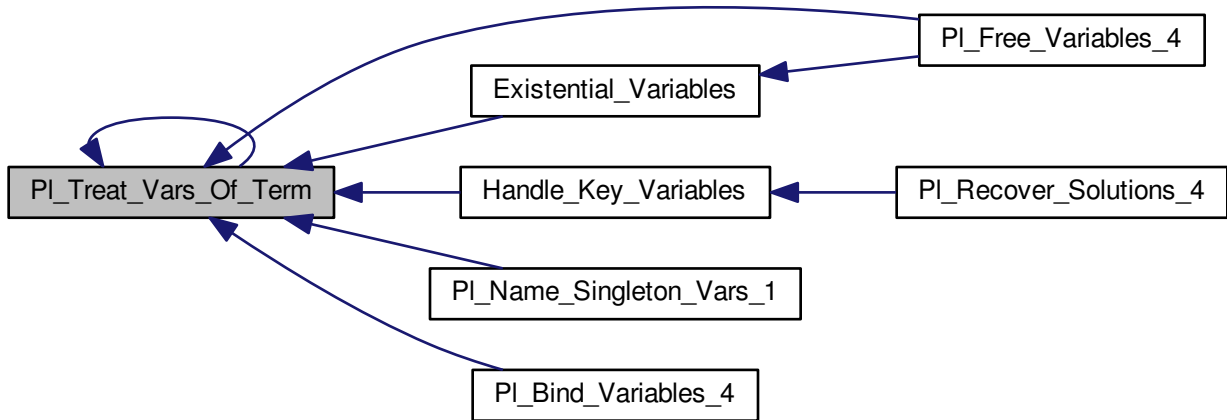 Pl_Free_Variables_4
Existential_Variables
Pl_Treat_Vars_Of_Term
Handle_Key_Variables
Pl_Recover_Solutions_4
Pl_Name_Singleton_Vars_1
Pl_Bind_Variables_4